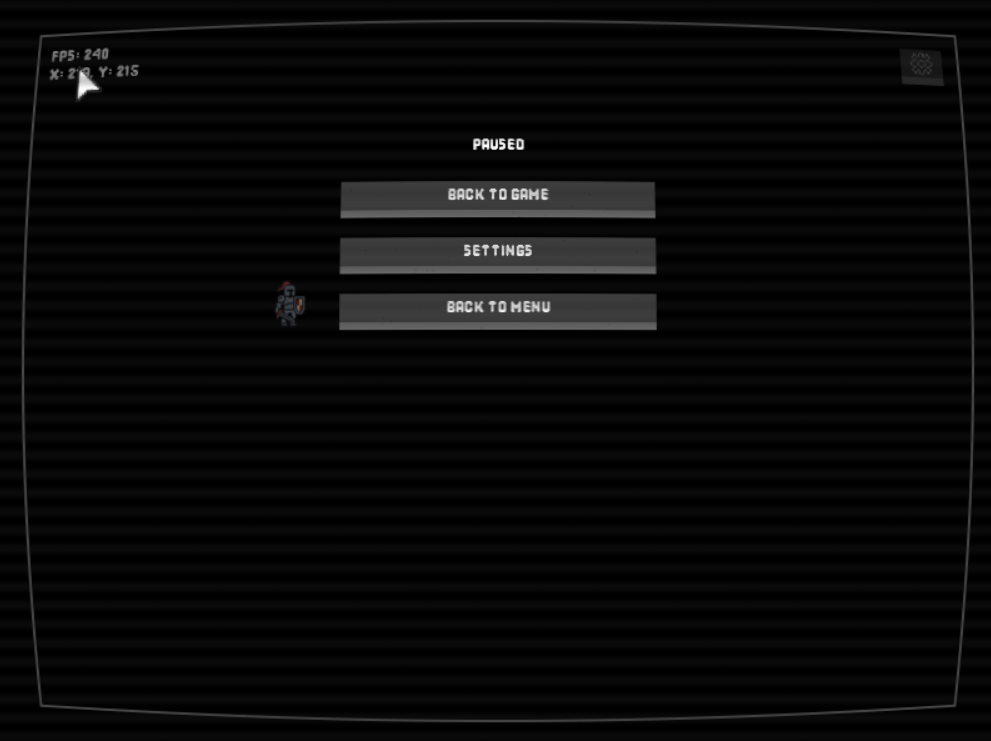 FPS: 240
X: Y: 215
PAUSED
BACK TO GAME
SETTINGS
BACK TO MENU